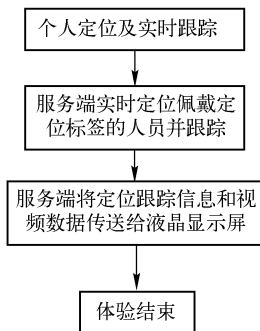 个人定位及实时跟踪
服务端实时定位佩戴定
位标签的人员并跟踪
服务端将定位跟踪信息和视
频数据传送给液晶显示屏
体验结束